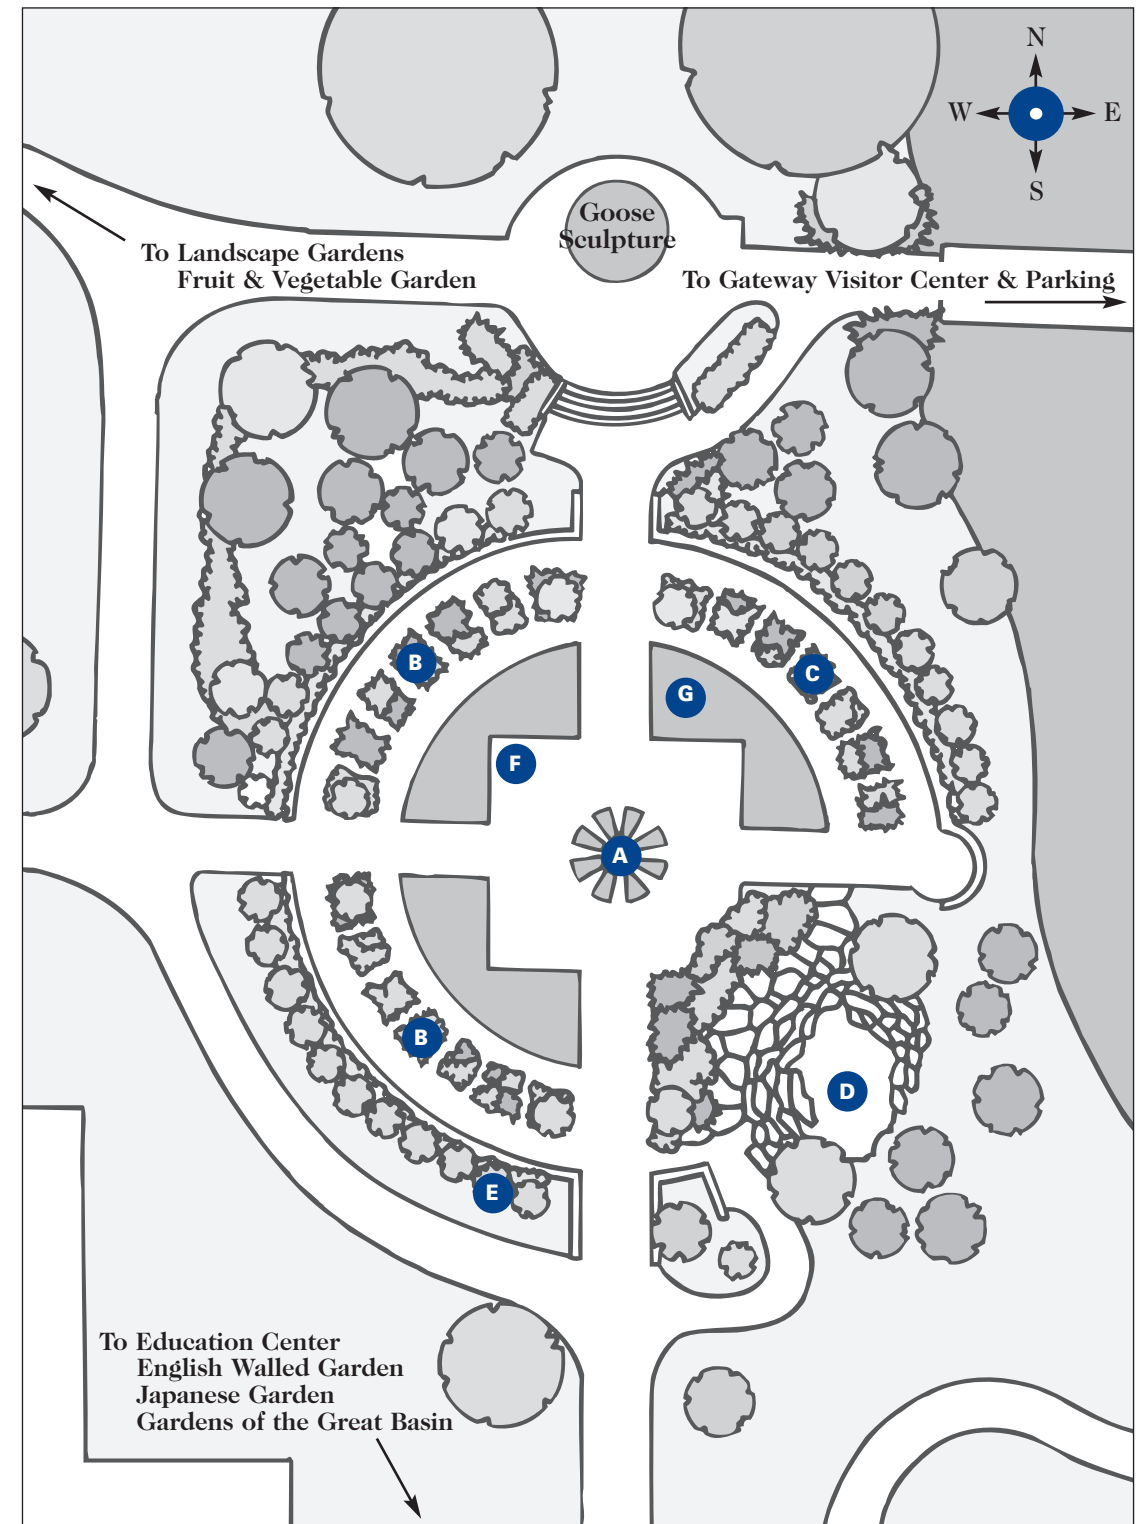 N
W E
S
Goose
Sculpture
To Landscape Gardens
Fruit & Vegetable Garden
To Gateway Visitor Center & Parking
B
C
G
F
A
B
D
E
To Education Center
English Walled Garden
Japanese Garden
Gardens of the Great Basin